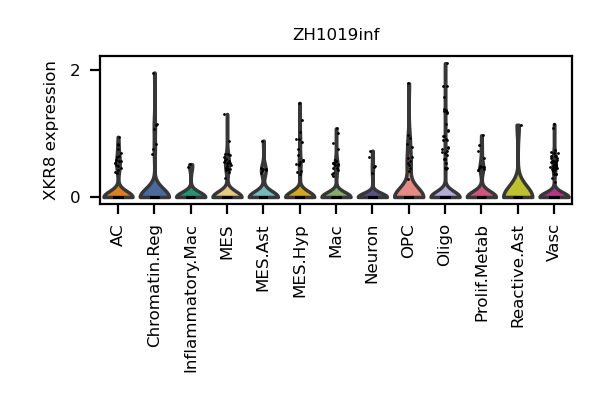 ZH1019inf
XKR8 expression
2
0
AC
Chromatin.Reg
Inflammatory.Mac
MES
MES.Ast
MES.Hyp
Mac
Neuron
OPC
Oligo
Prolif.Metab
Reactive.Ast
Vasc